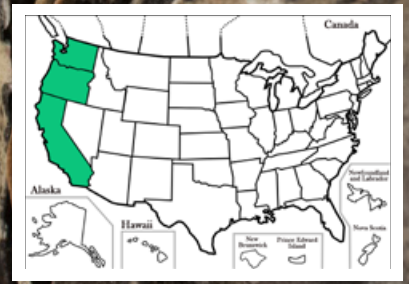 Canada
Newfoundland
and Labrador
Alaska
Hawaii
Nova Scotia
New
Brunswick
Prince Edward
Island